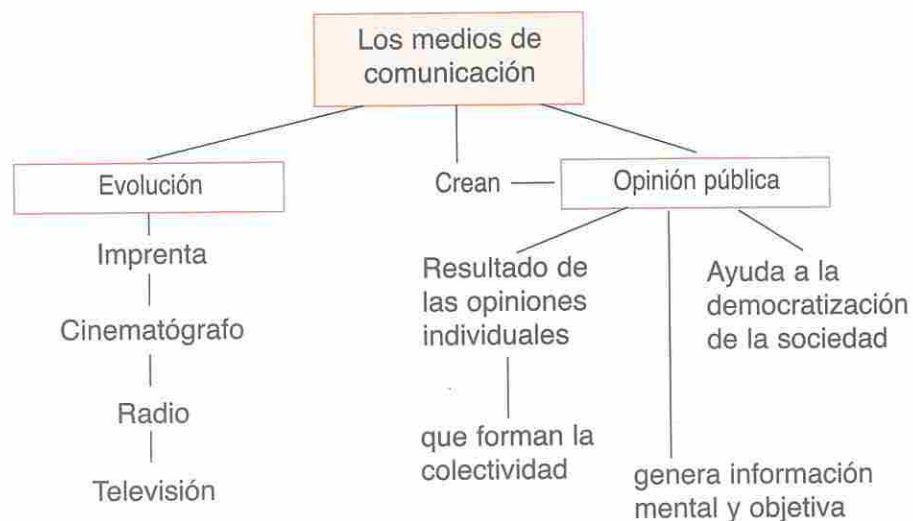 Los medios de
comunicación
Evolución
Imprenta
Cinematógrafo
Radio
Televisión
Crean
Opinión pública
Resultado de
las opiniones
individuales
que forman la
colectividad
genera información
mental y objetiva
Ayuda a la
democratización
de la sociedad